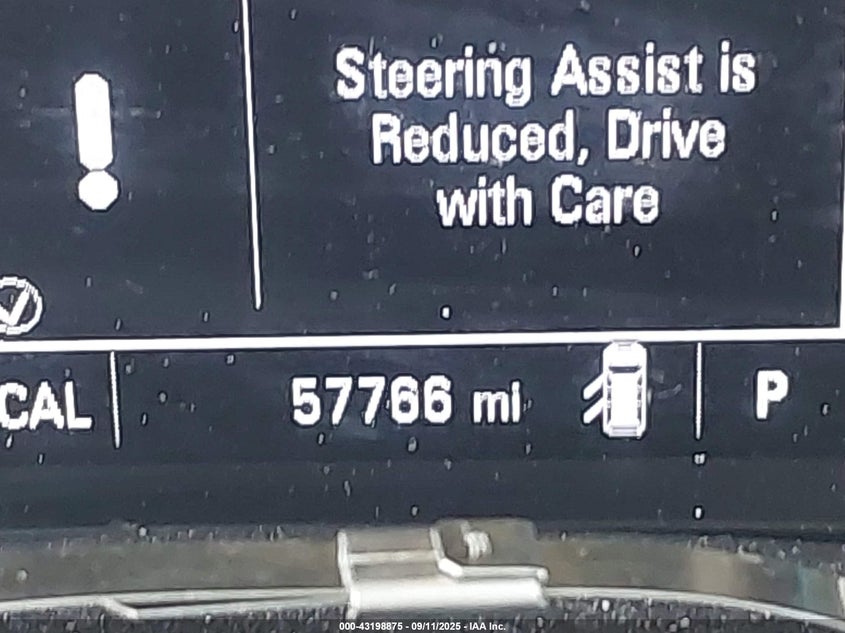 Steering Assist is
Reduced, Drive
with Care
CAL
57766 mi
P
000-43198875 - 09/11/2025 - IAA Inc.